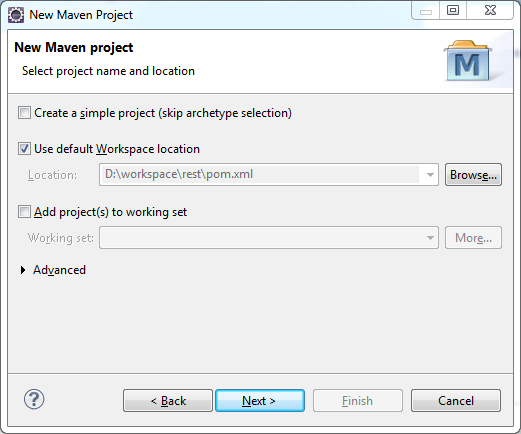 New Maven Project
New Maven project
Select project name and location
M
Create a simple project (skip archetype selection)
Use default Workspace location
Location: D:\workspace\rest\pom.xml Browse...
Add project(s) to working set
Working set: More...
Advanced
? < Back Next > Finish Cancel